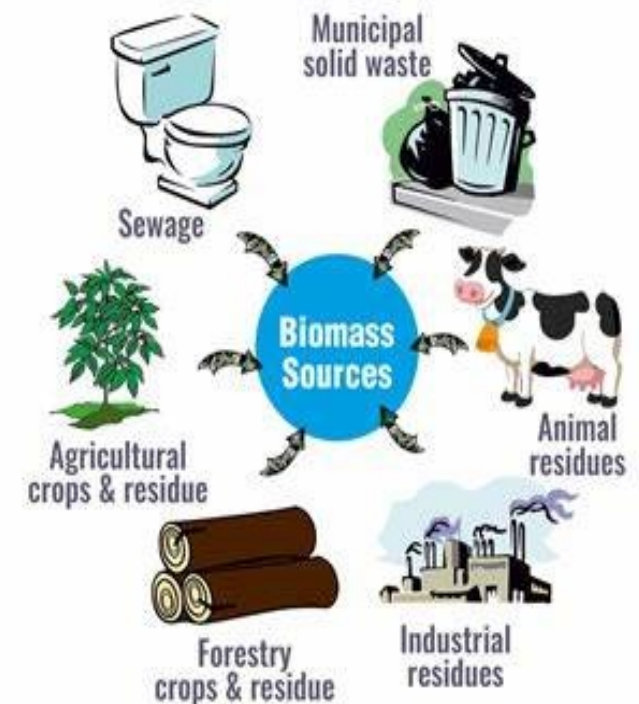 Municipal
solid waste
Sewage
Biomass
Sources
Animal
residues
Agricultural
crops & residue
Industrial
residues
Forestry
crops & residue